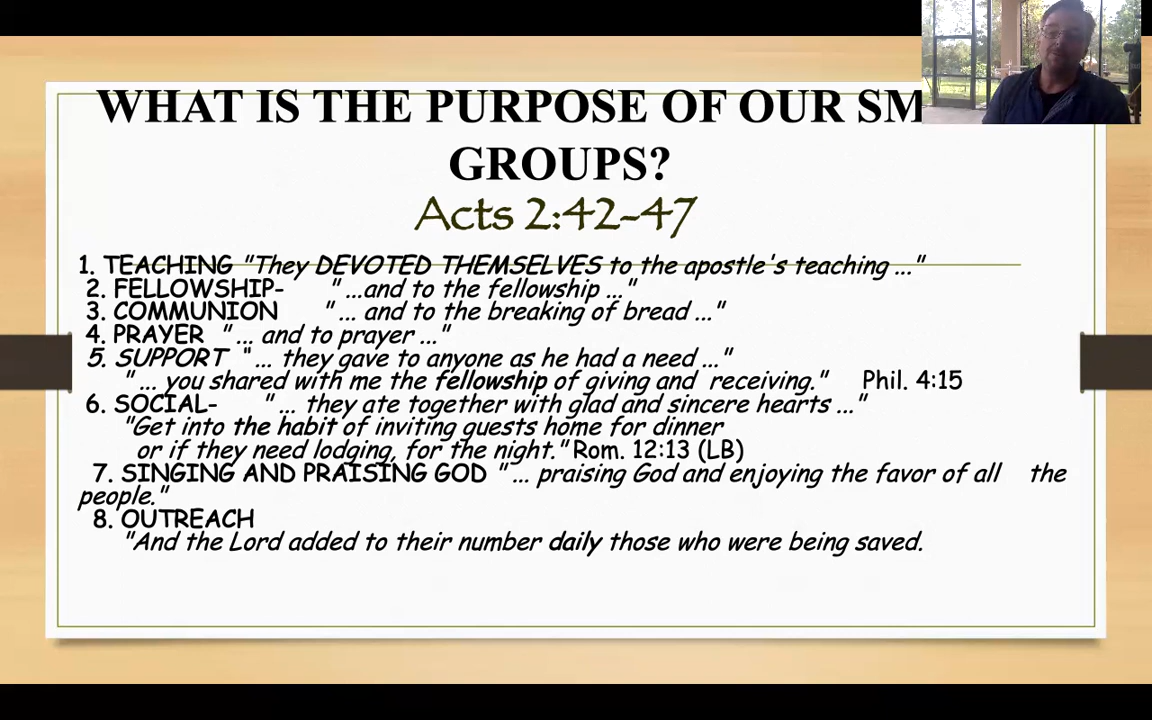 WHAT IS THE PURPOSE OF OUR SM
GROUPS?
Acts 2:42-47
1. TEACHING "They DEVOTED THEMSELVES to the apostle's teaching ..."
2. FELLOWSHIP- " ...and to the fellowship ..."
3. COMMUNION " ... and to the breaking of bread ..."
4. PRAYER " ... and to prayer ..."
5. SUPPORT " ... they gave to anyone as he had a need ..."
" ... you shared with me the fellowship of giving and receiving." Phil. 4:15
6. SOCIAL- " ... they ate together with glad and sincere hearts ..."
"Get into the habit of inviting guests home for dinner
or if they need lodging, for the night." Rom. 12:13 (LB)
7. SINGING AND PRAISING GOD " ... praising God and enjoying the favor of all the
people."
8. OUTREACH
"And the Lord added to their number daily those who were being saved.